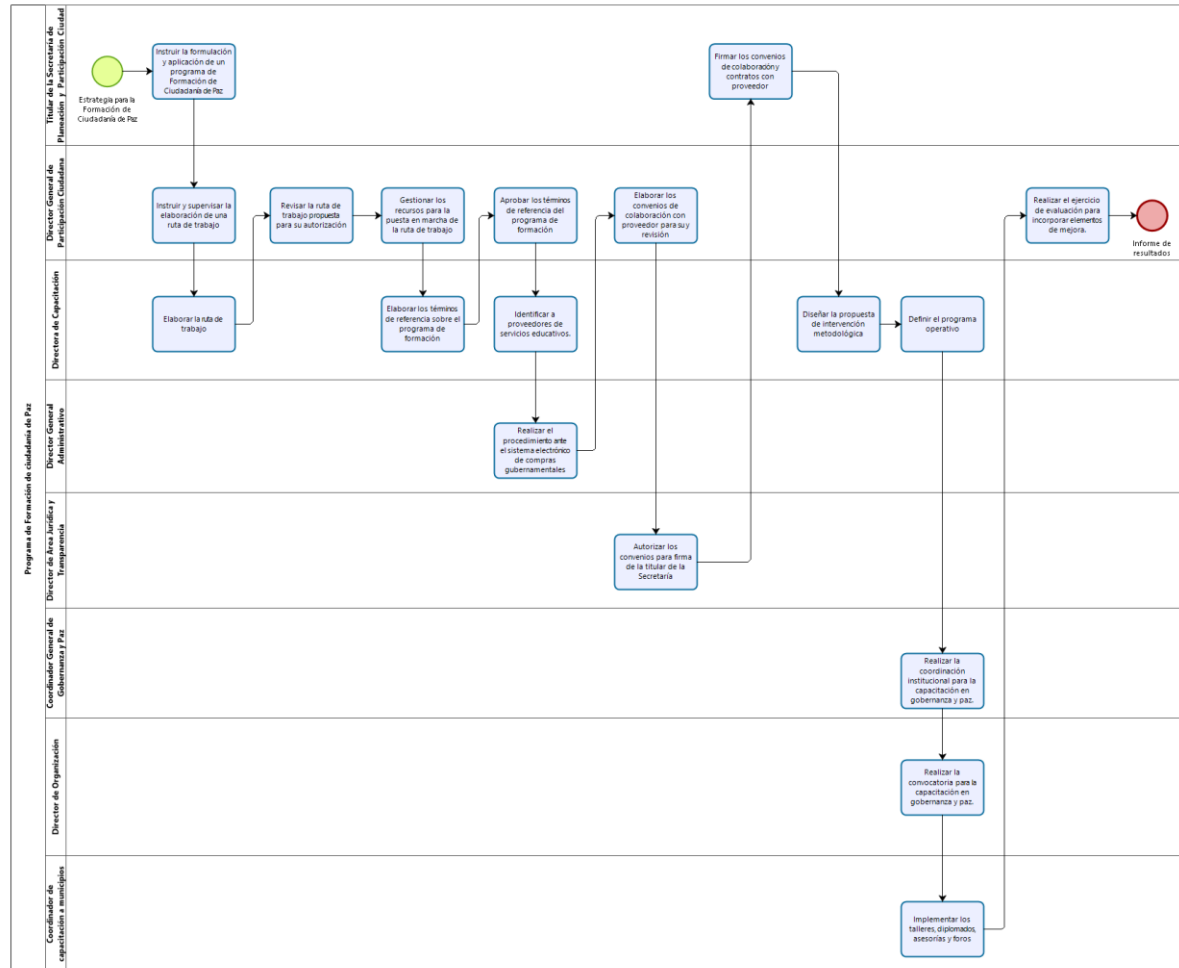 Programa de Formación de ciudadanía de Paz
Titular de la Secretaría de
Planeación y Participación Ciudad
Estrategia para la
Formación de
Ciudadanía de Paz
Instruir la formulación
y aplicación de un
programa de
Formación de
Ciudadanía de Paz
Firmar los convenios
de colaboración y
contratos con
proveedor
Director General de
Participación Ciudadana
Instruir y supervisar la
elaboración de una
ruta de trabajo
Revisar la ruta de
trabajo propuesta
para su autorización
Gestionar los
recursos para la
puesta en marcha de
la ruta de trabajo
Aprobar los términos
de referencia del
programa de
formación
Elaborar los
convenios de
colaboración con
proveedor para su y
revisión
Realizar el ejercicio
de evaluación para
incorporar elementos
de mejora.
Informe de
resultados
Directora de Capacitación
Elaborar la ruta de
trabajo
Elaborar los términos
de referencia sobre el
programa de
formación
Identificar a
proveedores de
servicios educativos.
Diseñar la propuesta
de intervención
metodológica
Definir el programa
operativo
Director General
Administrativo
Realizar el
procedimiento ante
el sistema electrónico
de compras
gubernamentales
Director de Area Jurídica y
Transparencia
Autorizar los
convenios para firma
de la titular de la
Secretaría
Coordinador General de
Gobernanza y Paz
Realizar la
coordinación
institucional para la
capacitación en
gobernanza y paz.
Director de Organización
Realizar la
convocatoria para la
capacitación en
gobernanza y paz.
Coordinador de
capacitación a municipios
Implementar los
talleres, diplomados,
asesorías y foros